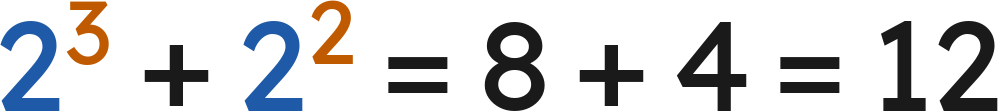 2³ + 2² = 8 + 4 = 12